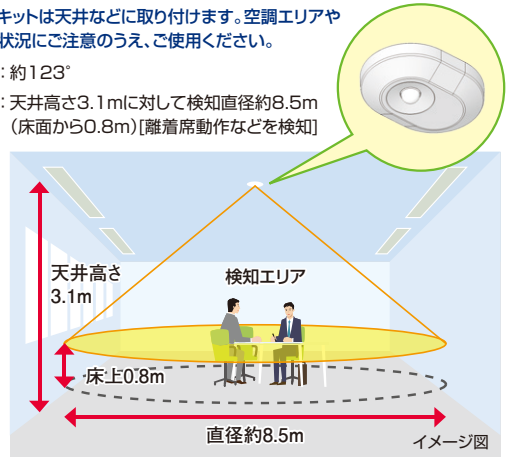 キットは天井などに取り付けます。空調エリアや
状況にご注意のうえ、ご使用ください。
：約123°
：天井高さ3.1mに対して検知直径約8.5m
（床面から0.8m）[離着席動作などを検知]
天井高さ
3.1m
検知エリア
床上0.8m
直径約8.5m
イメージ図